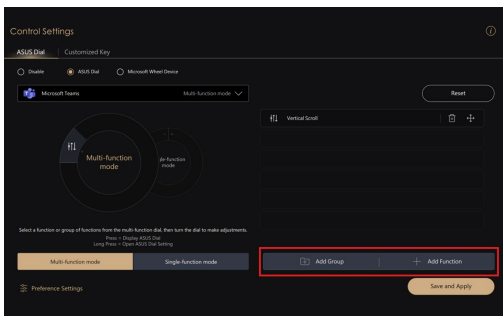 Control Settings
ASUS Dial
Customized Key
Disable
ASUS Dial
Microsoft Wheel Device
Microsoft Teams
Multi-function mode
Reset
Vertical Scroll
Multi-function
mode
le-function
mode
Select a function or group of functions from the multi-function dial, then turn the dial to make adjustments.
Press = Display ASUS Dial
Long Press = Open ASUS Dial Setting
Multi-function mode
Single-function mode
Add Group
Add Function
Preference Settings
Save and Apply